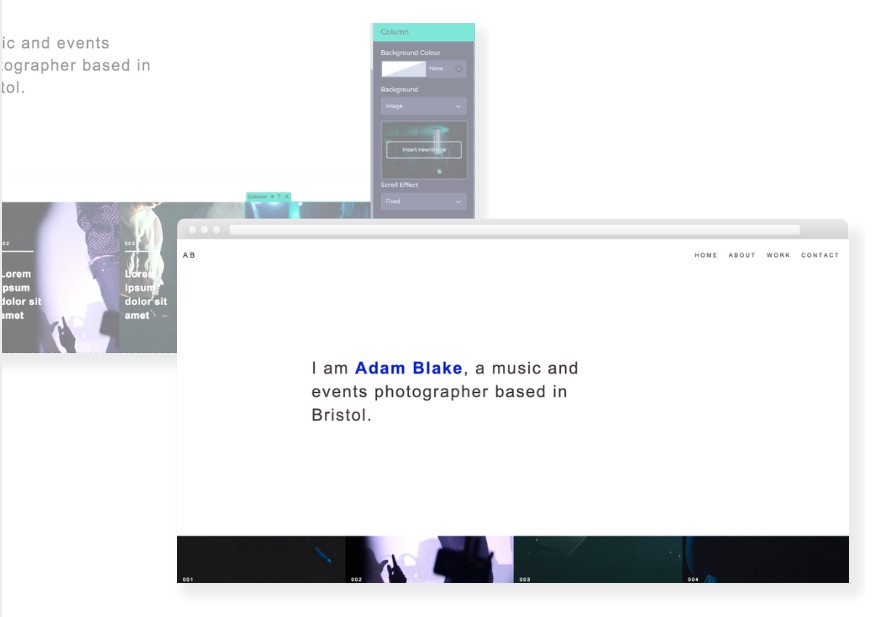 ic and events
tographer based in
tol.
Column
Background Colour
None
Background
Image
Insert new image
Scroll Effect
Fixed
Column
002
Lorem
ipsum
dolor sit
amet
003
Lorem
ipsum
dolor sit
amet
AB
HOME ABOUT WORK CONTACT
I am Adam Blake, a music and
events photographer based in
Bristol.
001 002 003 004